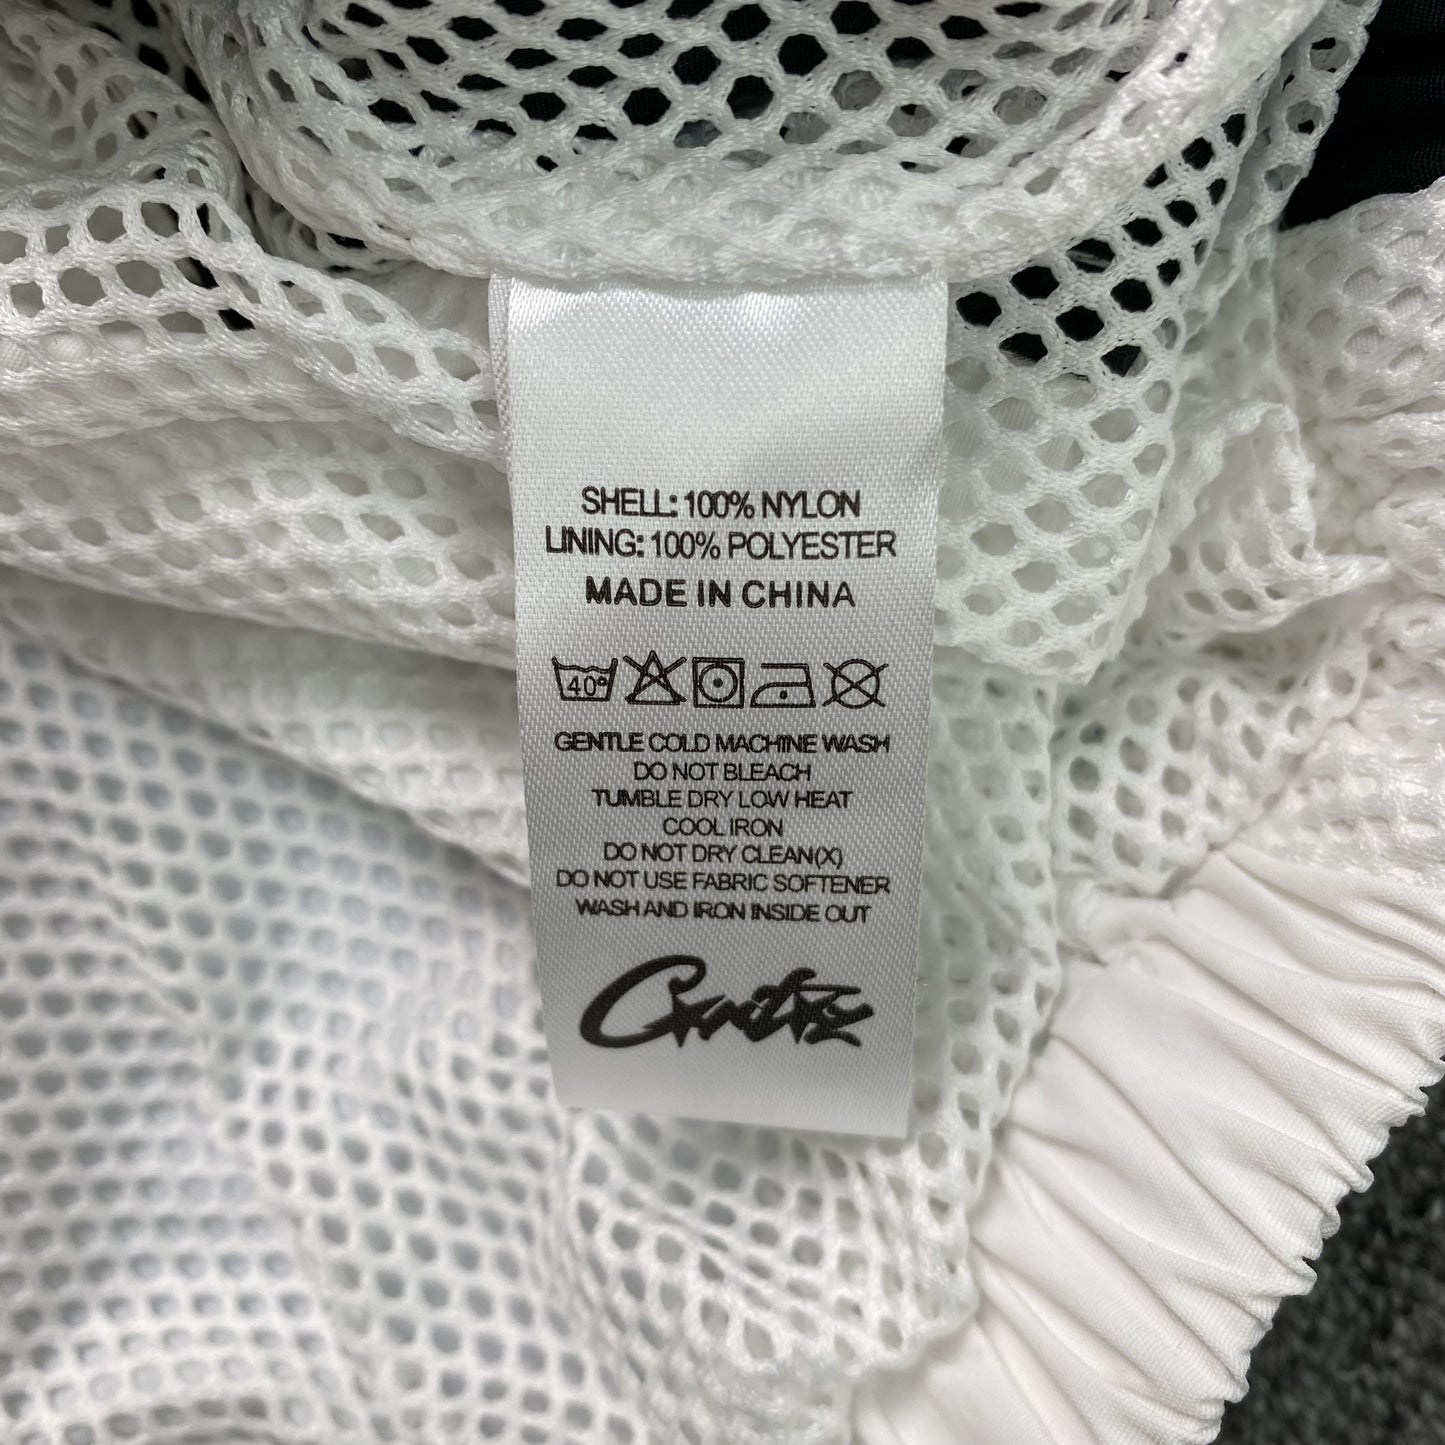 SHELL: 100% NYLON
LINING: 100% POLYESTER
MADE IN CHINA
40°
GENTLE COLD MACHINE WASH
DO NOT BLEACH
TUMBLE DRY LOW HEAT
COOL IRON
DO NOT DRY CLEAN(X)
DO NOT USE FABRIC SOFTENER
WASH AND IRON INSIDE OUT